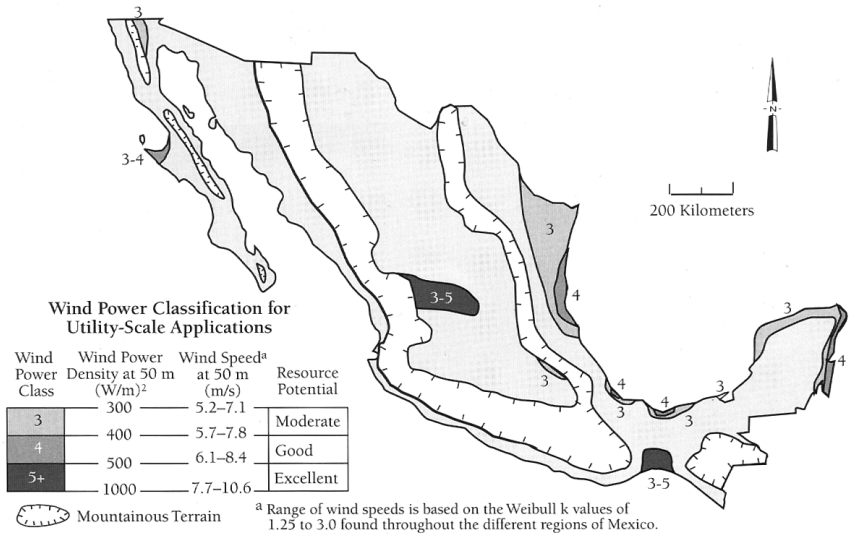 3
N
3-4
200 Kilometers
3
4
3-5
3
4
3
4
3
4
3
3
3-5
Wind Power Classification for
Utility-Scale Applications
Wind Power Class
Wind Power Density at 50 m (W/m)2
Wind Speeda at 50 m (m/s)
Resource Potential
300
5.2–7.1
3
Moderate
400
5.7–7.8
4
Good
500
6.1–8.4
5+
Excellent
1000
7.7–10.6
Mountainous Terrain
a Range of wind speeds is based on the Weibull k values of
1.25 to 3.0 found throughout the different regions of Mexico.